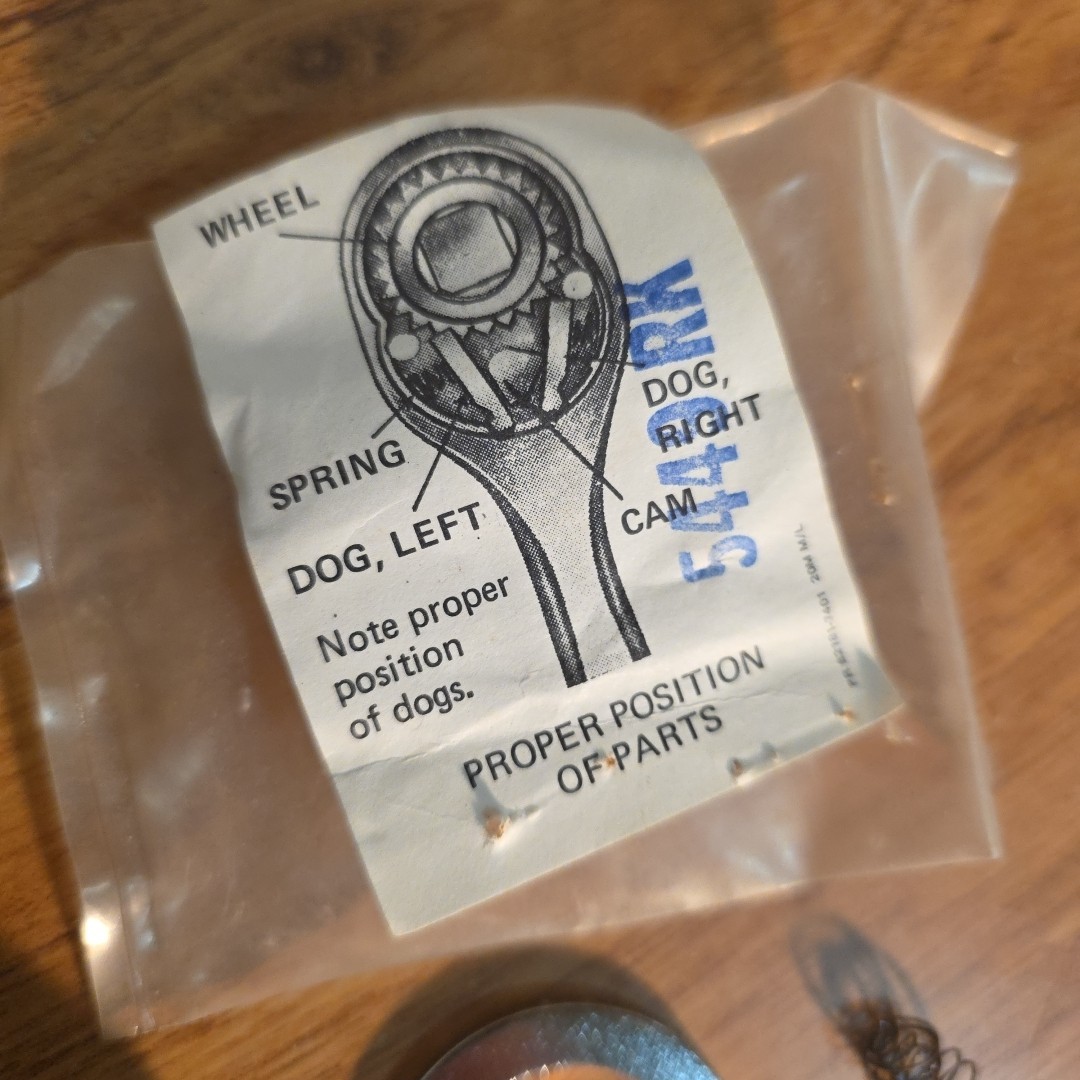 WHEEL
5440RK
DOG,
RIGHT
SPRING
CAM
DOG, LEFT
Note proper
position
of dogs.
PROPER POSITION
OF PARTS